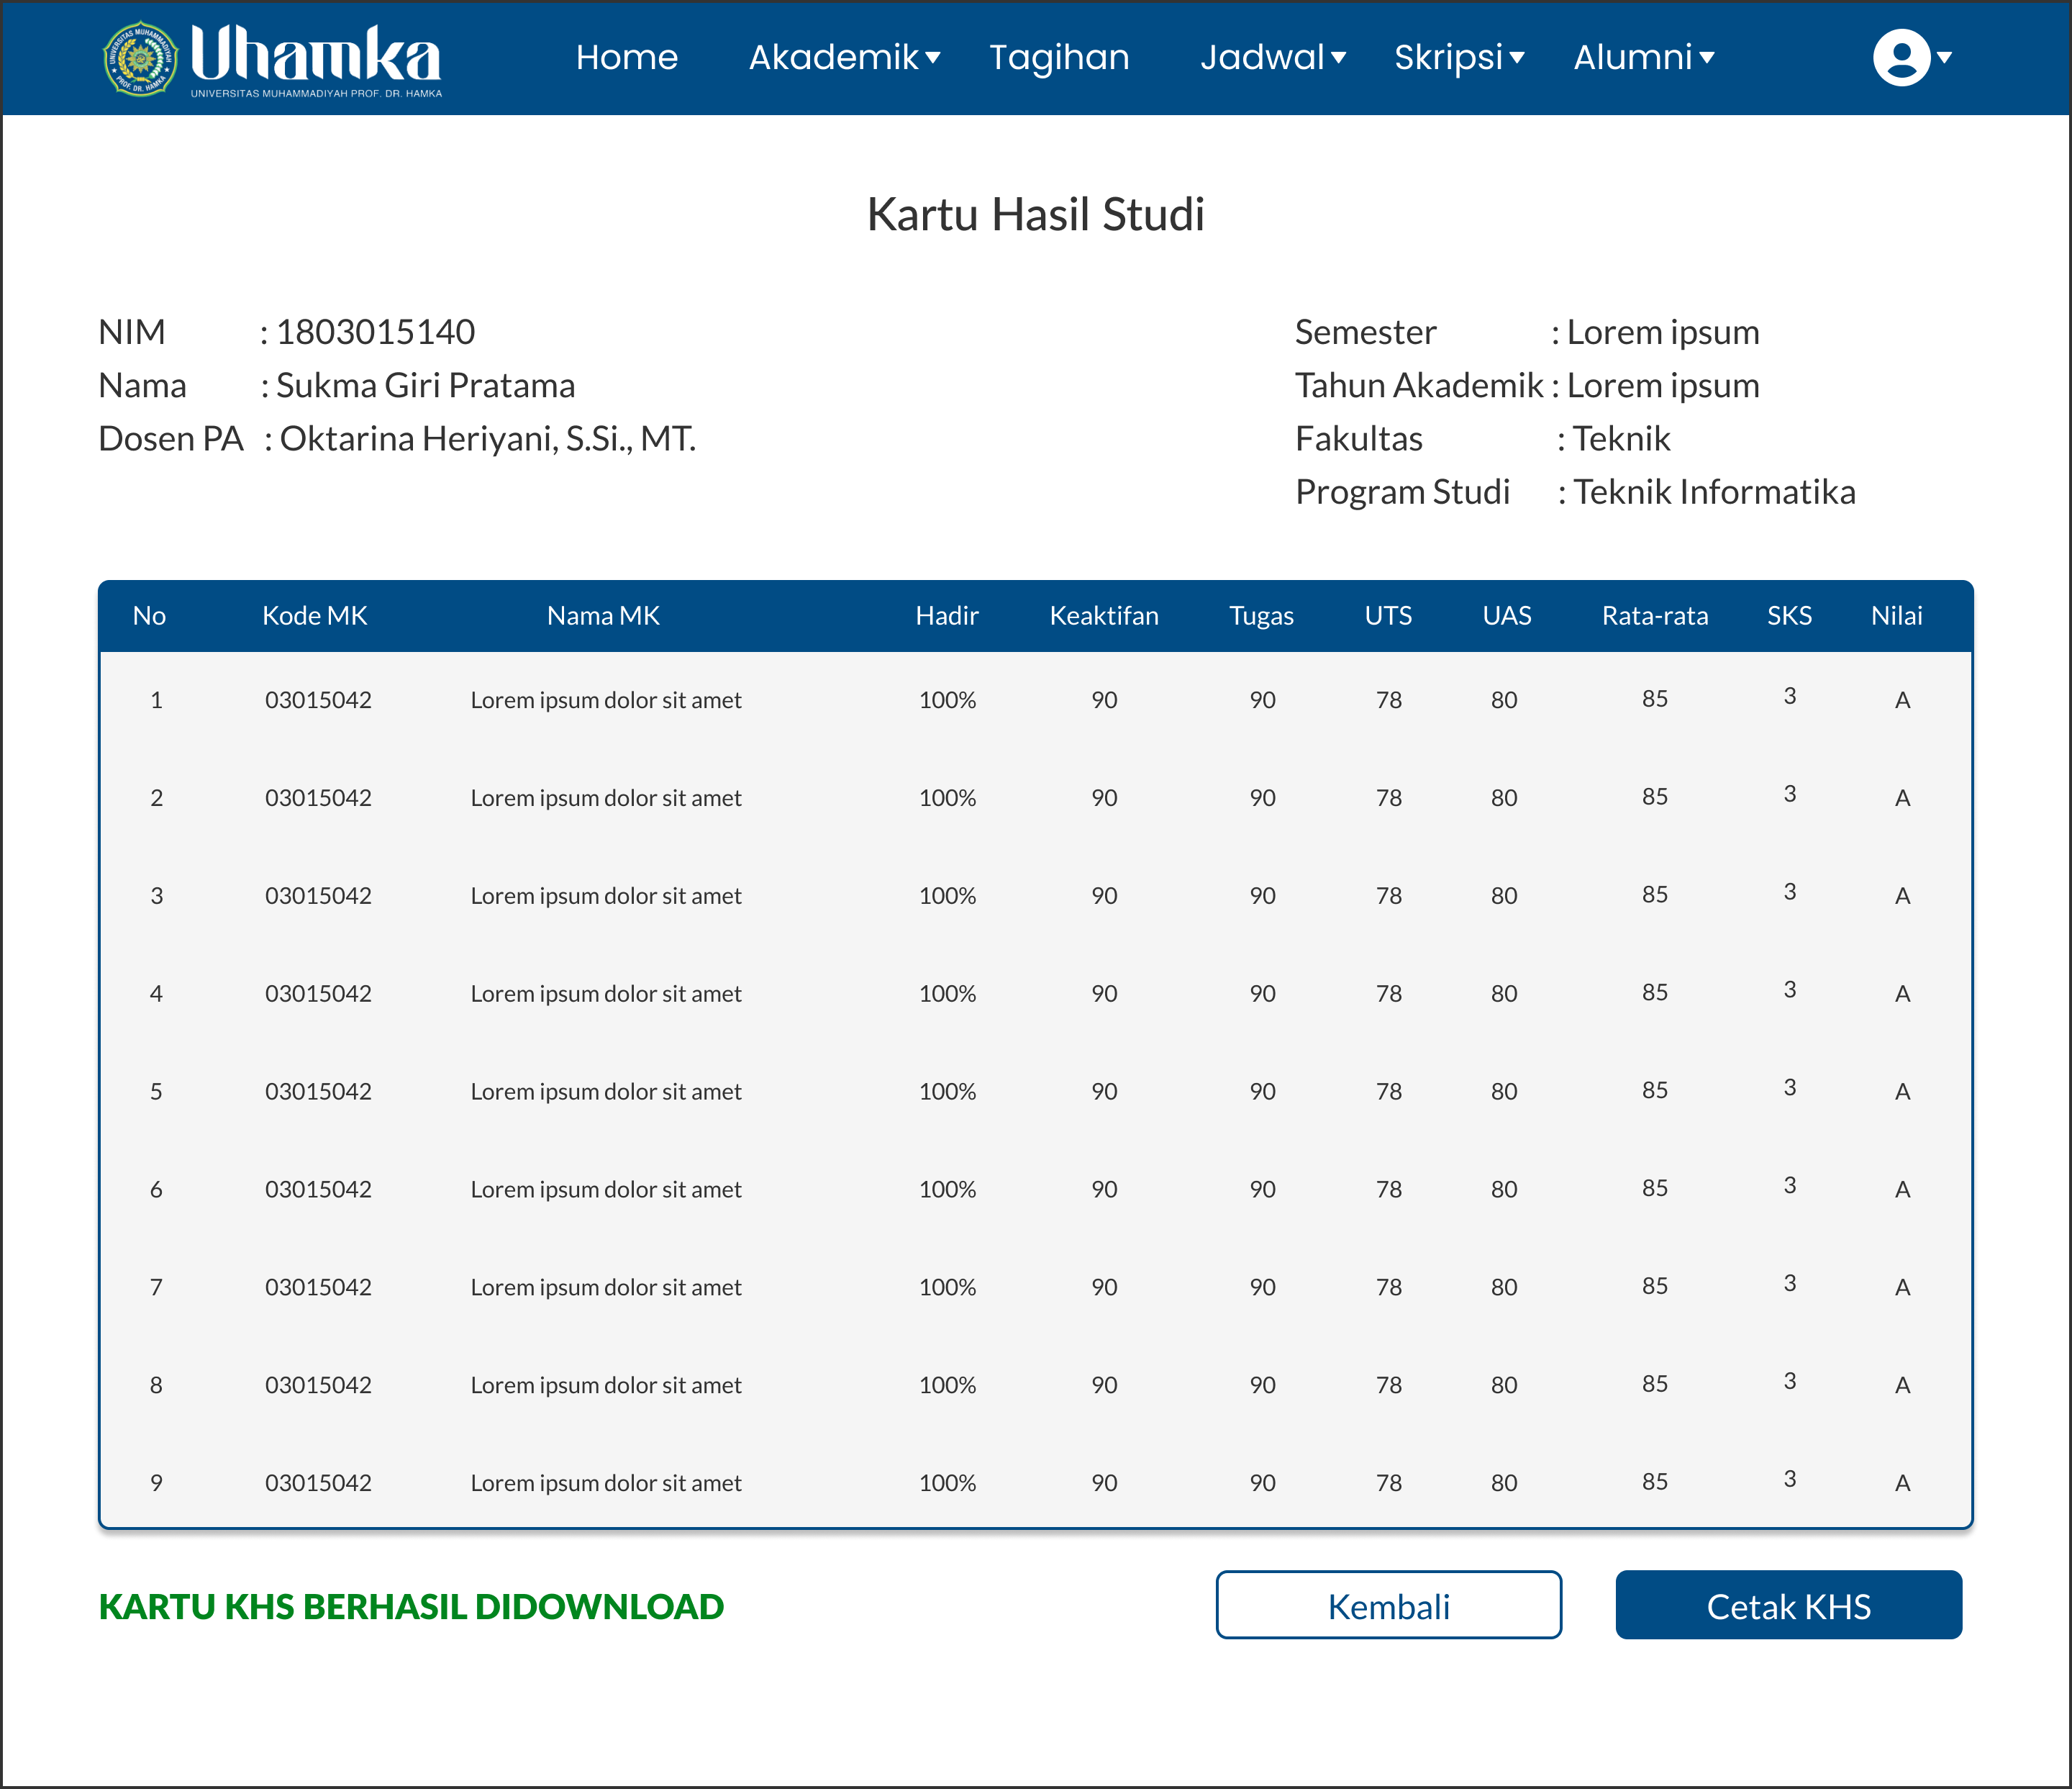 UNIVERSITAS MUHAMMADIYAH PROF. DR. HAMKA
Uhamka
UNIVERSITAS MUHAMMADIYAH PROF. DR. HAMKA
Home Akademik Tagihan Jadwal Skripsi Alumni
Kartu Hasil Studi
NIM : 1803015140
Nama : Sukma Giri Pratama
Dosen PA : Oktarina Heriyani, S.Si., MT.
Semester : Lorem ipsum
Tahun Akademik : Lorem ipsum
Fakultas : Teknik
Program Studi : Teknik Informatika
No Kode MK Nama MK Hadir Keaktifan Tugas UTS UAS Rata-rata SKS Nilai
1 03015042 Lorem ipsum dolor sit amet 100% 90 90 78 80 85 3 A
2 03015042 Lorem ipsum dolor sit amet 100% 90 90 78 80 85 3 A
3 03015042 Lorem ipsum dolor sit amet 100% 90 90 78 80 85 3 A
4 03015042 Lorem ipsum dolor sit amet 100% 90 90 78 80 85 3 A
5 03015042 Lorem ipsum dolor sit amet 100% 90 90 78 80 85 3 A
6 03015042 Lorem ipsum dolor sit amet 100% 90 90 78 80 85 3 A
7 03015042 Lorem ipsum dolor sit amet 100% 90 90 78 80 85 3 A
8 03015042 Lorem ipsum dolor sit amet 100% 90 90 78 80 85 3 A
9 03015042 Lorem ipsum dolor sit amet 100% 90 90 78 80 85 3 A
KARTU KHS BERHASIL DIDOWNLOAD
Kembali
Cetak KHS